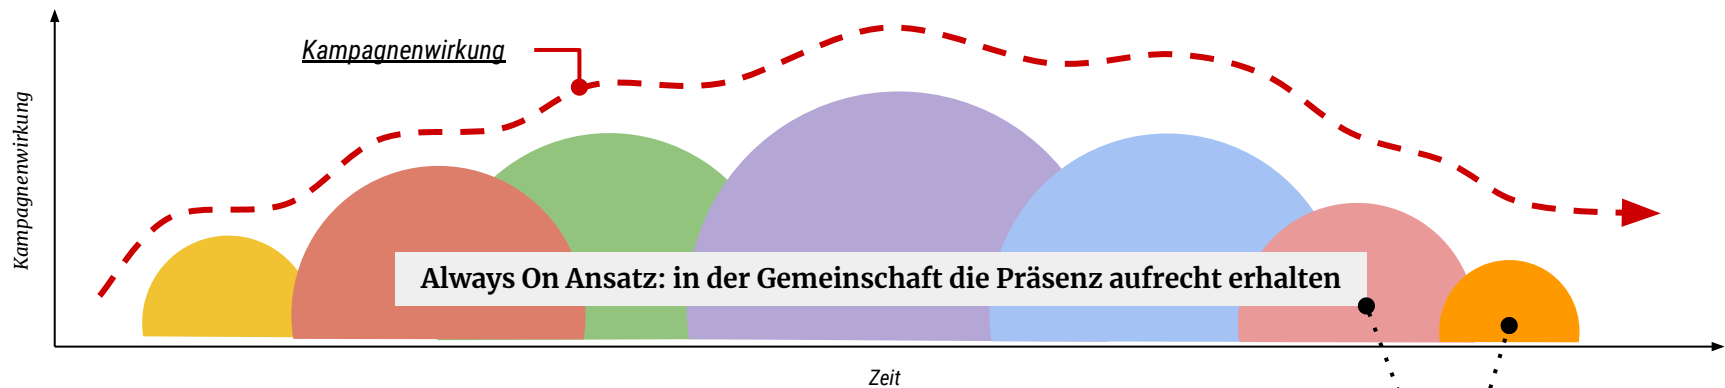 Kampagnenwirkung
Kampagnenwirkung
Always On Ansatz: in der Gemeinschaft die Präsenz aufrecht erhalten
Zeit